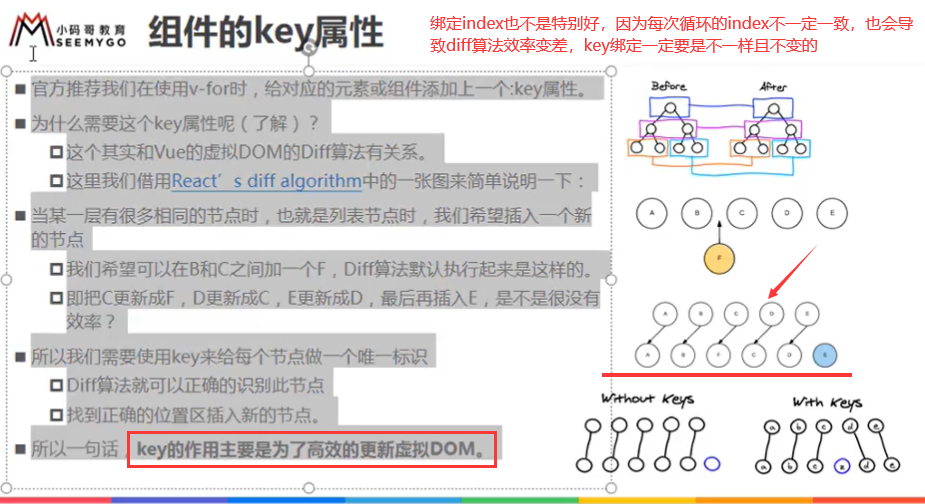 小码哥教育
SEEMYGO
组件的key属性
绑定index也不是特别好，因为每次循环的index不一定一致，也会导
致diff算法效率变差，key绑定一定要是不一样且不变的
官方推荐我们在使用v-for时，给对应的元素或组件添加上一个:key属性。
为什么需要这个key属性呢（了解）？
这个其实和Vue的虚拟DOM的Diff算法有关系。
这里我们借用React’s diff algorithm中的一张图来简单说明一下：
当某一层有很多相同的节点时，也就是列表节点时，我们希望插入一个新
的节点
我们希望可以在B和C之间加一个F，Diff算法默认执行起来是这样的。
即把C更新成F，D更新成C，E更新成D，最后再插入E，是不是很没有
效率？
所以我们需要使用key来给每个节点做一个唯一标识
Diff算法就可以正确的识别此节点
找到正确的位置区插入新的节点。
所以一句话，key的作用主要是为了高效的更新虚拟DOM。
Before After
A B C D E
F
A B C D E
A B F C D E
Without Keys
With Keys
a b c d e
a b c z d e